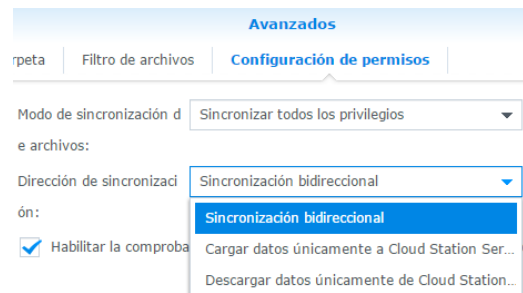 Avanzados
rpeta
Filtro de archivos
Configuración de permisos
Modo de sincronización d
e archivos:
Sincronizar todos los privilegios
Dirección de sincronizaci
ón:
Sincronización bidireccional
Sincronización bidireccional
Habilitar la comproba
Cargar datos únicamente a Cloud Station Ser...
Descargar datos únicamente de Cloud Station...